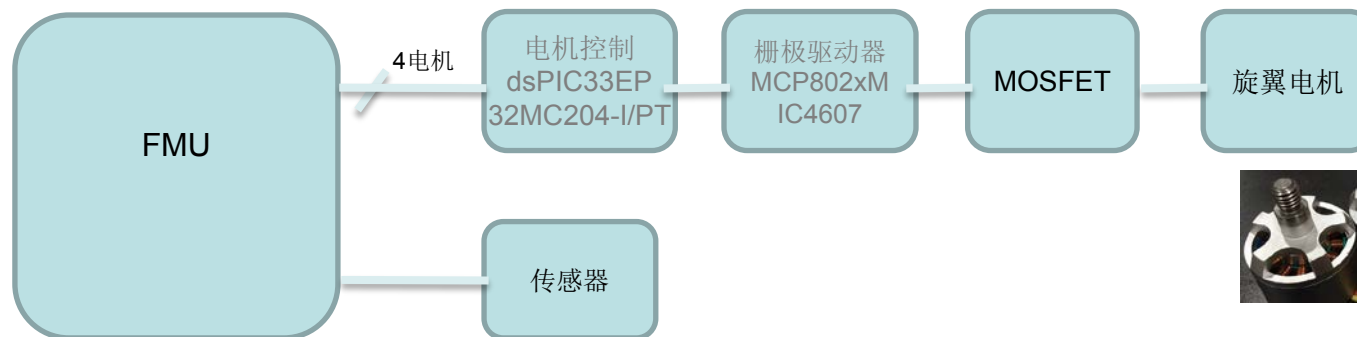 FMU
4电机
电机控制
dsPIC33EP
32MC204-I/PT
栅极驱动器
MCP802xM
IC4607
MOSFET
旋翼电机
传感器